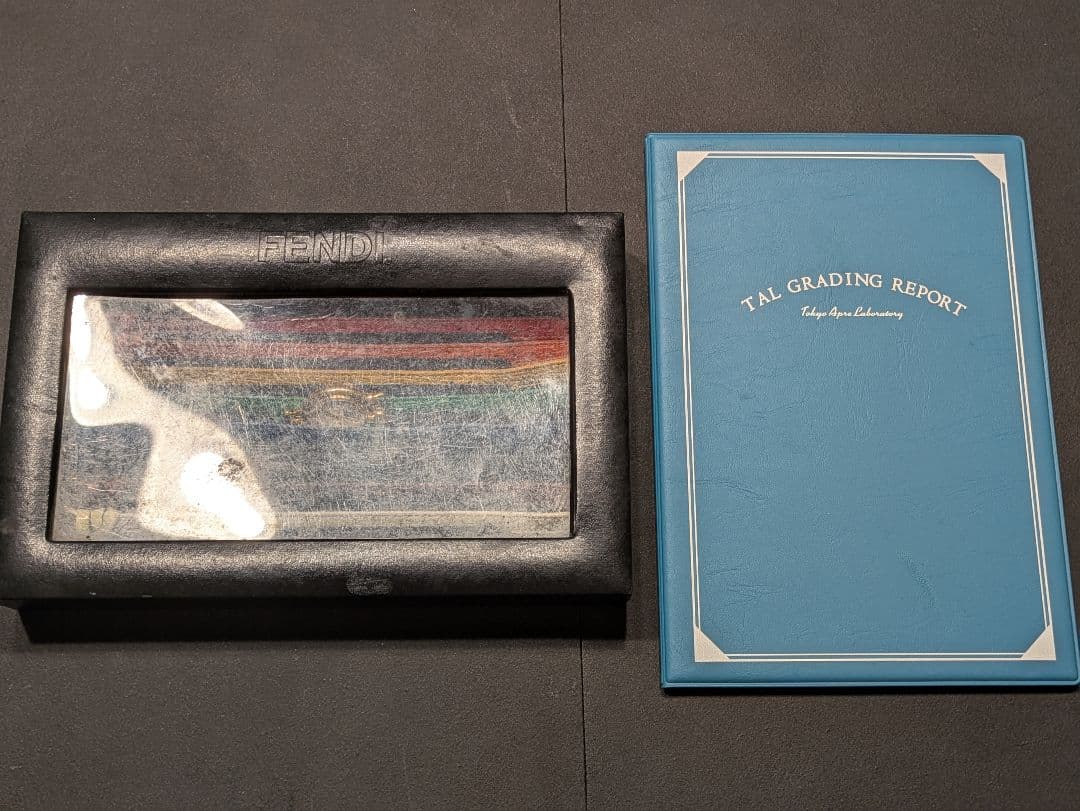 FENDI
TAL GRADING REPORT
Tokyo Apre Laboratory